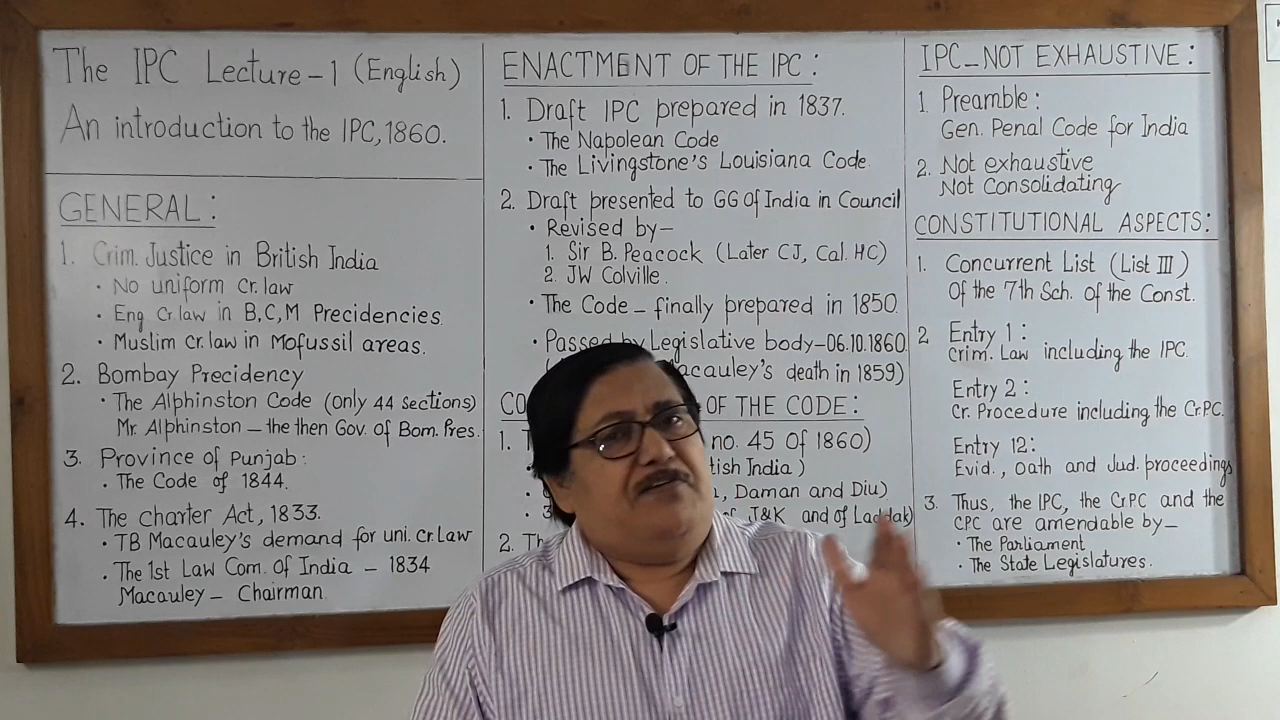 The IPC Lecture-1 (English)
An introduction to the IPC, 1860.
GENERAL:
1. Crim. Justice in British India
• No uniform Cr. law
• Eng. Cr. law in B, C, M Precidencies.
• Muslim cr. law in Mofussil areas.
2. Bombay Precidency
• The Alphinston Code (only 44 sections)
Mr. Alphinston – the then Gov. of Bom. Pres.
3. Province of Punjab:
• The Code of 1844.
4. The Charter Act, 1833.
• TB Macauley's demand for uni. cr. Law
• The 1st Law Com. of India – 1834
Macauley – Chairman
ENACTMENT OF THE IPC:
1. Draft IPC prepared in 1837.
• The Napolean Code
• The Livingstone's Louisiana Code.
2. Draft presented to GG of India in Council
• Revised by–
1. Sir B. Peacock (Later CJ, Cal. HC)
2. JW Colville.
• The Code – finally prepared in 1850.
• Passed by Legislative body–06.10.1860
acauley's death in 1859)
CO OF THE CODE:
1. no. 45 of 1860)
tish India)
, Daman and Diu)
• 3 J&K and of Laddak)
2. Th
IPC–NOT EXHAUSTIVE:
1. Preamble:
Gen. Penal Code for India
2. Not exhaustive
Not Consolidating
CONSTITUTIONAL ASPECTS:
1. Concurrent List (List III)
Of the 7th Sch. of the Const.
2 Entry 1:
Crim. Law including the IPC.
Entry 2:
Cr. Procedure including the CrPC.
Entry 12:
Evid., oath and Jud. proceedings
3. Thus, the IPC, the CrPC and the
CPC are amendable by–
• The Parliament
• The State Legislatures.